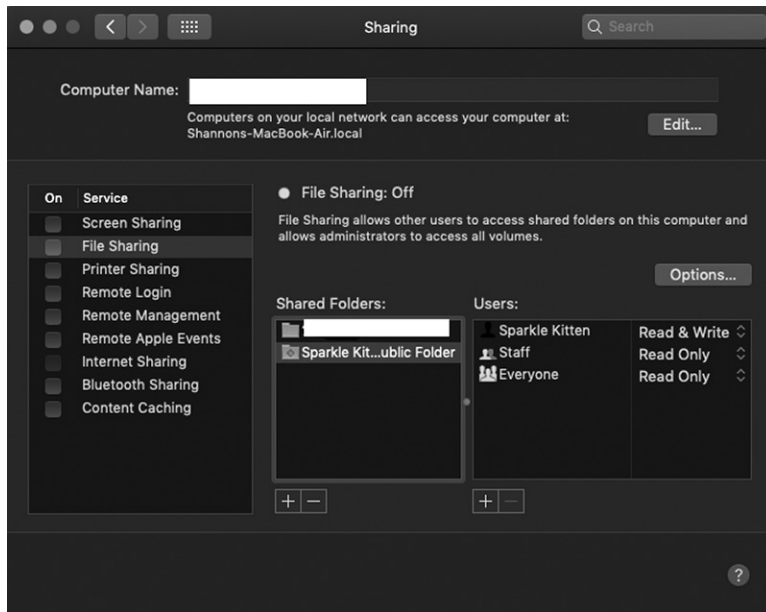 Sharing
Search
Computer Name:
Computers on your local network can access your computer at:
Shannons-MacBook-Air.local
Edit...
On Service
Screen Sharing
File Sharing
Printer Sharing
Remote Login
Remote Management
Remote Apple Events
Internet Sharing
Bluetooth Sharing
Content Caching
File Sharing: Off
File Sharing allows other users to access shared folders on this computer and
allows administrators to access all volumes.
Options...
Shared Folders:
Sparkle Kit...ublic Folder
Users:
Sparkle Kitten Read & Write
Staff Read Only
Everyone Read Only
+ −
+ −
?